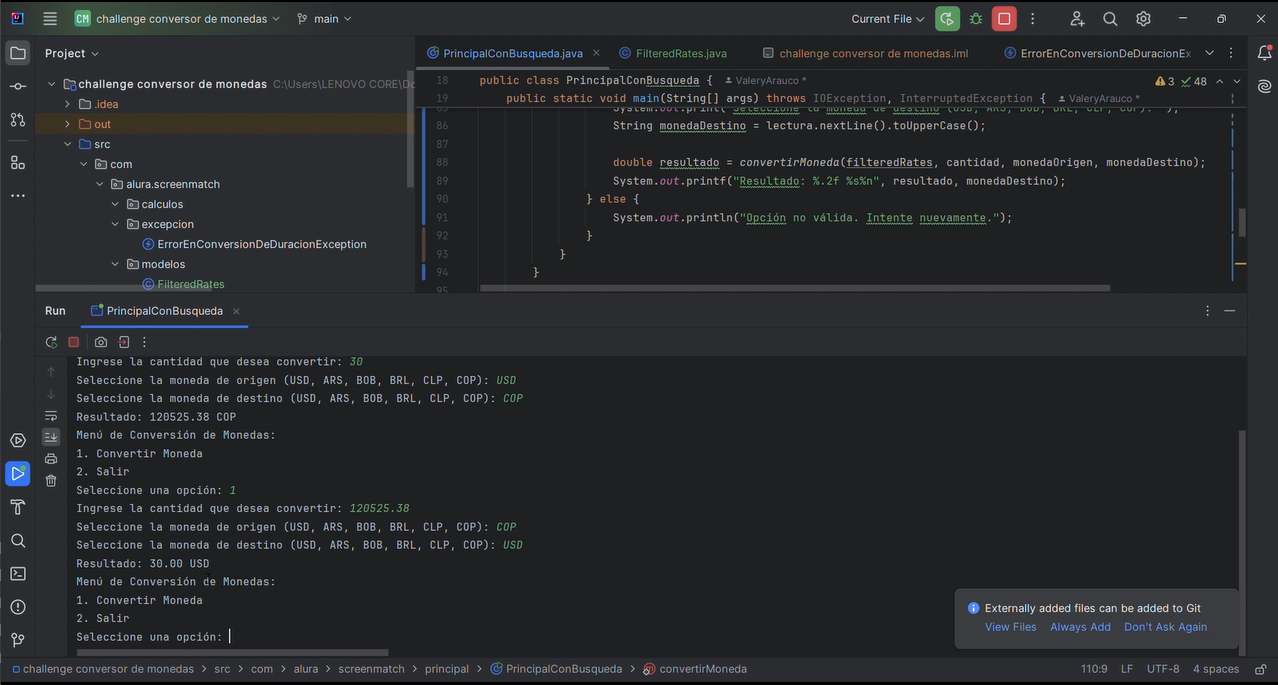 CM challenge conversor de monedas main Current File
Project
challenge conversor de monedas C:\Users\LENOVO CORE\Do
.idea
out
src
com
alura.screenmatch
calculos
excepcion
ErrorEnConversionDeDuracionException
modelos
FilteredRates
PrincipalConBusqueda.java FilteredRates.java challenge conversor de monedas.iml ErrorEnConversionDeDuracionEx
18 public class PrincipalConBusqueda { ValeryArauco * 3 48
19 public static void main(String[] args) throws IOException, InterruptedException { ValeryArauco *
85 System.out.print("Seleccione la moneda de destino (USD, ARS, BOB, BRL, CLP, COP): ");
86 String monedaDestino = lectura.nextLine().toUpperCase();
87
88 double resultado = convertirMoneda(filteredRates, cantidad, monedaOrigen, monedaDestino);
89 System.out.printf("Resultado: %.2f %s%n", resultado, monedaDestino);
90 } else {
91 System.out.println("Opción no válida. Intente nuevamente.");
92 }
93 }
94 }
95
Run PrincipalConBusqueda
Ingrese la cantidad que desea convertir: 30
Seleccione la moneda de origen (USD, ARS, BOB, BRL, CLP, COP): USD
Seleccione la moneda de destino (USD, ARS, BOB, BRL, CLP, COP): COP
Resultado: 120525.38 COP
Menú de Conversión de Monedas:
1. Convertir Moneda
2. Salir
Seleccione una opción: 1
Ingrese la cantidad que desea convertir: 120525.38
Seleccione la moneda de origen (USD, ARS, BOB, BRL, CLP, COP): COP
Seleccione la moneda de destino (USD, ARS, BOB, BRL, CLP, COP): USD
Resultado: 30.00 USD
Menú de Conversión de Monedas:
1. Convertir Moneda
2. Salir
Seleccione una opción:
Externally added files can be added to Git
View Files Always Add Don't Ask Again
challenge conversor de monedas > src > com > alura > screenmatch > principal > PrincipalConBusqueda > convertirMoneda 110:9 LF UTF-8 4 spaces